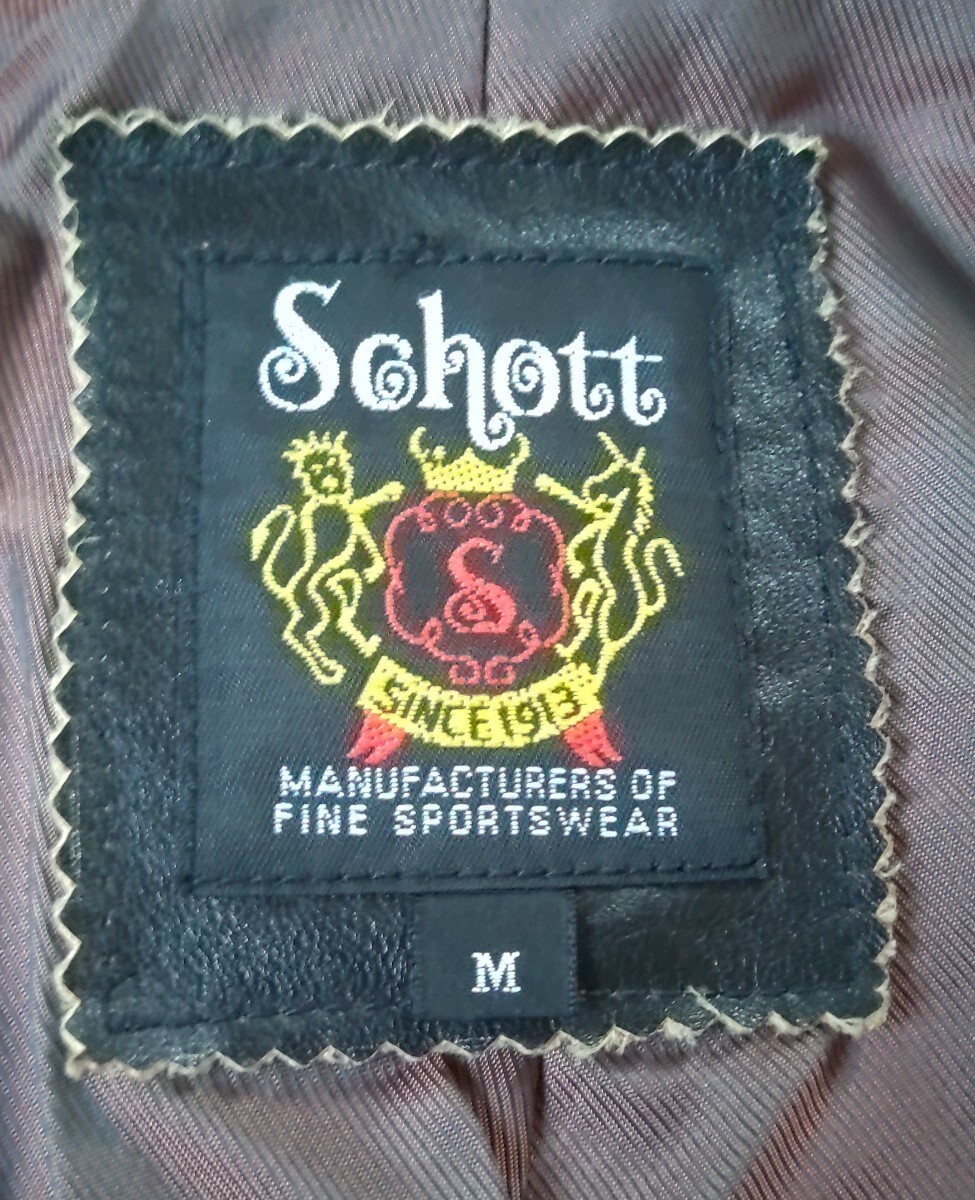 Schott
S
SINCE 1913
MANUFACTURERS OF
FINE SPORTSWEAR
M